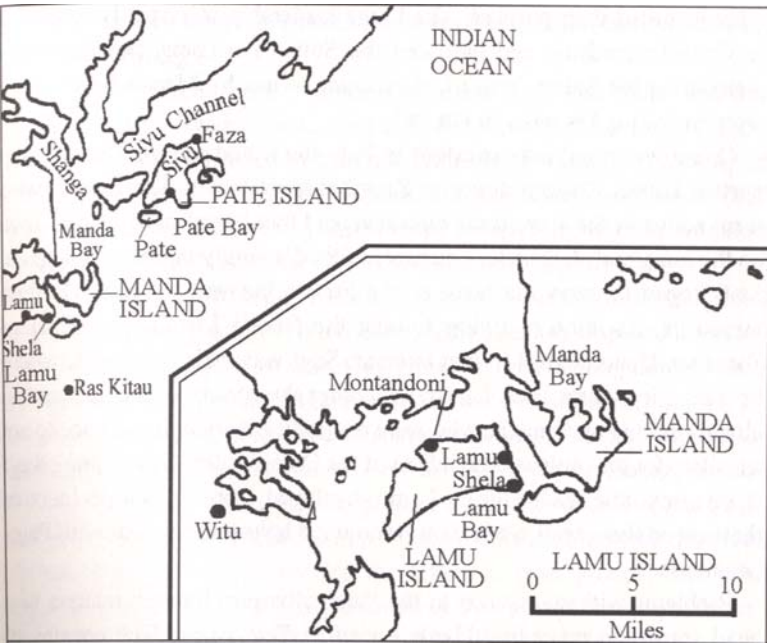 INDIAN
OCEAN
Siyu Channel
Shanga
Siyu
Faza
PATE ISLAND
Pate Bay
Pate
Manda
Bay
MANDA
ISLAND
Lamu
Shela
Lamu
Bay
Ras Kitau
Montandoni
Manda
Bay
MANDA
ISLAND
Lamu
Shela
Lamu
Bay
Witu
LAMU
ISLAND
LAMU ISLAND
0 5 10
Miles